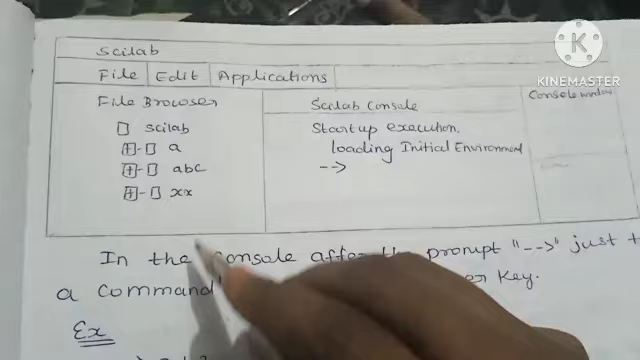 Scilab
File Edit Applications
File Browser
scilab
a
abc
xx
Scilab Console
Startup execution.
loading Initial Environment
-->
Console window
In the Console after the prompt "-->" just
a command Key.
Ex
K
KINEMASTER